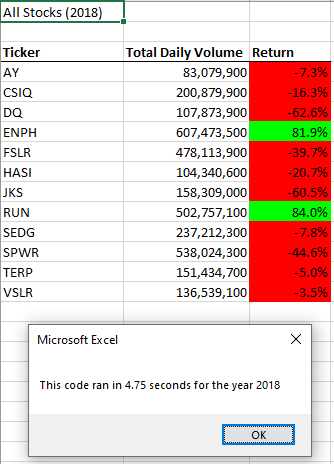 All Stocks (2018)
Ticker Total Daily Volume Return
AY 83,079,900 -7.3%
CSIQ 200,879,900 -16.3%
DQ 107,873,900 -62.6%
ENPH 607,473,500 81.9%
FSLR 478,113,900 -39.7%
HASI 104,340,600 -20.7%
JKS 158,309,000 -60.5%
RUN 502,757,100 84.0%
SEDG 237,212,300 -7.8%
SPWR 538,024,300 -44.6%
TERP 151,434,700 -5.0%
VSLR 136,539,100 -3.5%
Microsoft Excel
This code ran in 4.75 seconds for the year 2018
OK